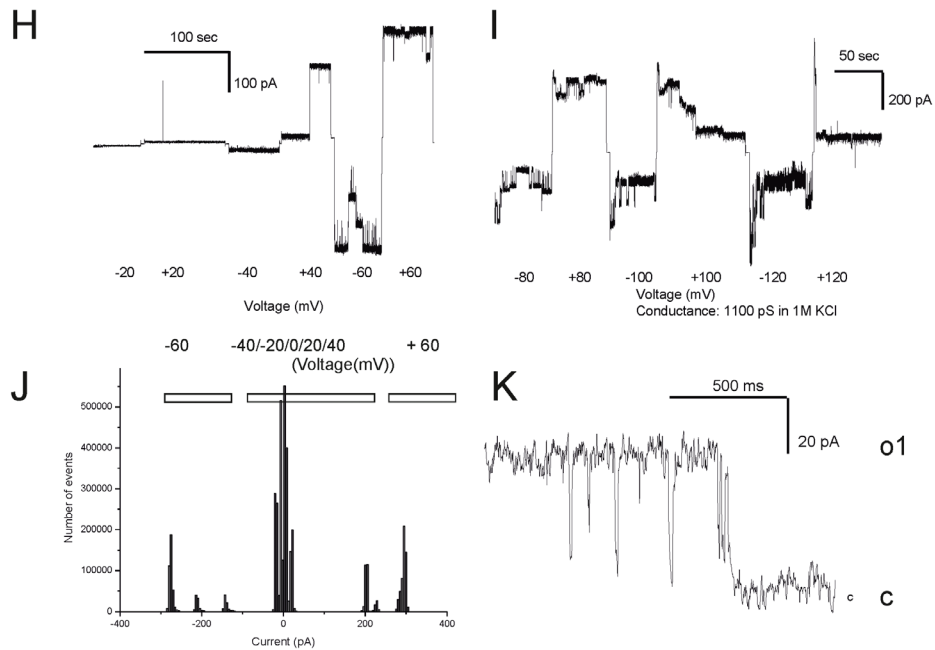 H
100 sec
100 pA
-20 +20 -40 +40 -60 +60
Voltage (mV)
I
50 sec
200 pA
-80 +80 -100 +100 -120 +120
Voltage (mV)
Conductance: 1100 pS in 1M KCl
J
-60 -40/-20/0/20/40 + 60
(Voltage(mV))
500000
400000
300000
200000
100000
0
Number of events
-400 -200 0 200 400
Current (pA)
K
500 ms
20 pA
o1
c c